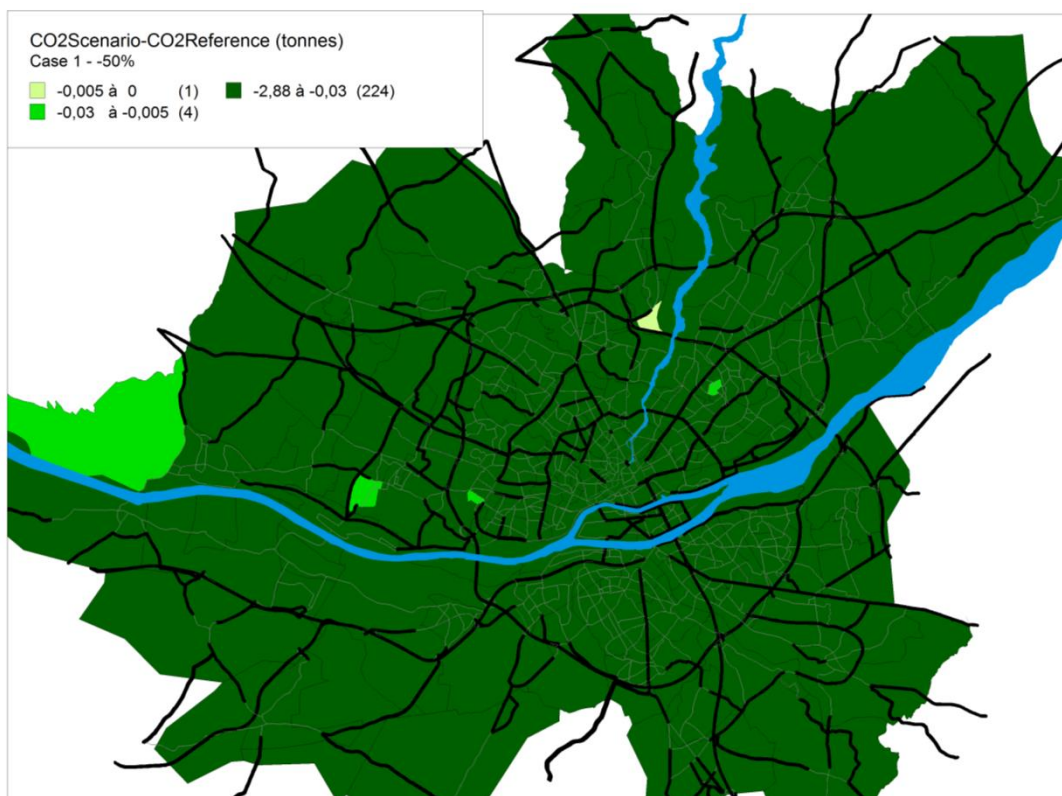 CO2Scenario-CO2Reference (tonnes)
Case 1 - -50%
-0,005 à 0 (1)
-0,03 à -0,005 (4)
-2,88 à -0,03 (224)